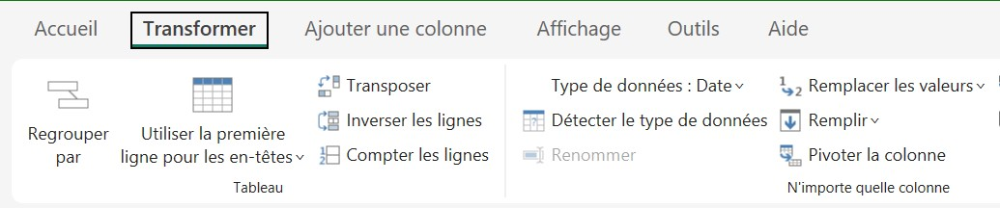 Accueil Transformer Ajouter une colonne Affichage Outils Aide
Regrouper
par
Utiliser la première
ligne pour les en-têtes
Transposer
Inverser les lignes
Compter les lignes
Tableau
Type de données : Date
Détecter le type de données
Renommer
1 2 Remplacer les valeurs
Remplir
Pivoter la colonne
N'importe quelle colonne